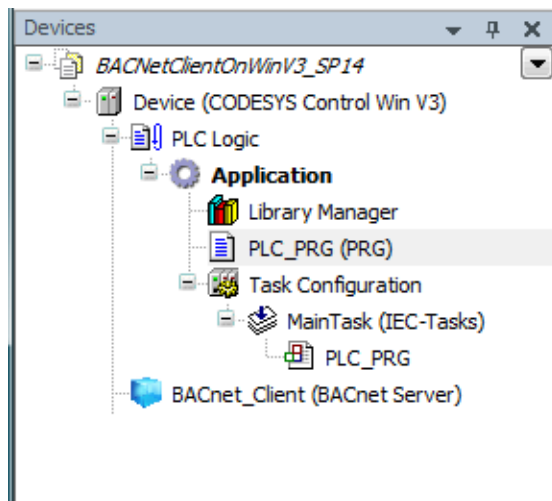 Devices
BACNetClientOnWinV3_SP14
Device (CODESYS Control Win V3)
PLC Logic
Application
Library Manager
PLC_PRG (PRG)
Task Configuration
MainTask (IEC-Tasks)
PLC_PRG
BACnet_Client (BACnet Server)